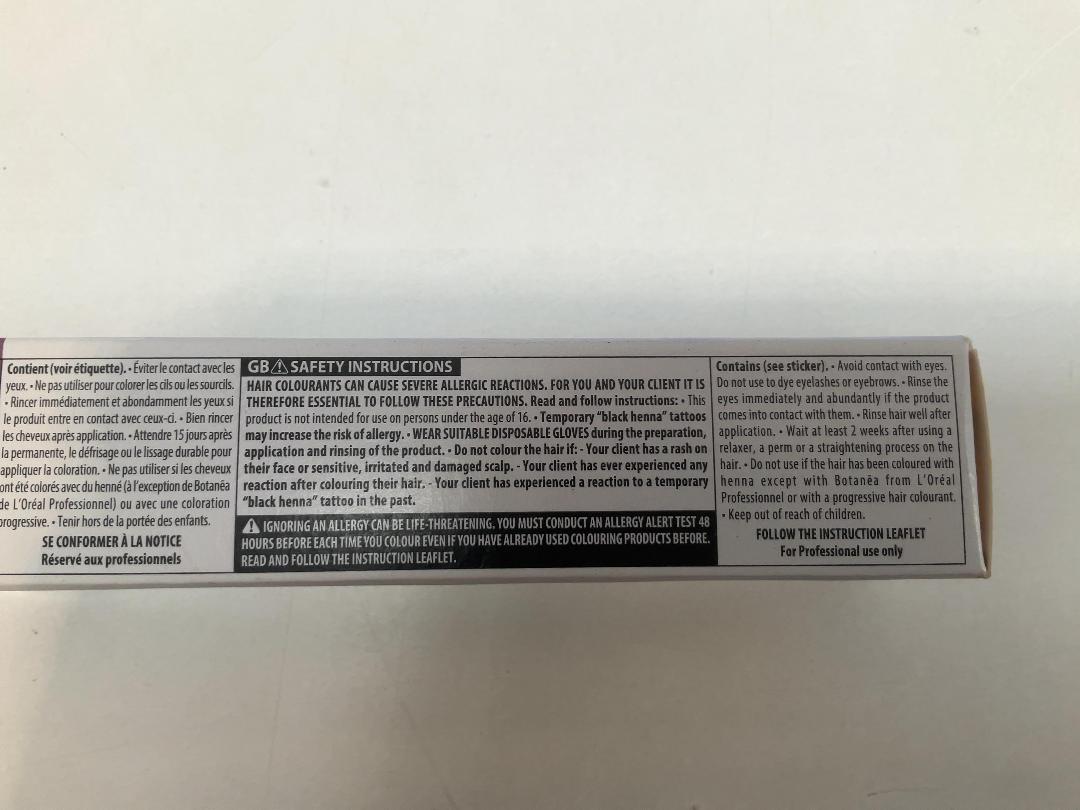 Contient (voir étiquette). • Éviter le contact avec les
yeux. • Ne pas utiliser pour colorer les cils ou les sourcils.
• Rincer immédiatement et abondamment les yeux si
le produit entre en contact avec ceux-ci. • Bien rincer
les cheveux après application. • Attendre 15 jours après
la permanente, le défrisage ou le lissage durable pour
appliquer la coloration. • Ne pas utiliser si les cheveux
ont été colorés avec du henné (à l'exception de Botanēa
de L'Oréal Professionnel) ou avec une coloration
progressive. • Tenir hors de la portée des enfants.
SE CONFORMER À LA NOTICE
Réservé aux professionnels
GB ⚠ SAFETY INSTRUCTIONS
HAIR COLOURANTS CAN CAUSE SEVERE ALLERGIC REACTIONS. FOR YOU AND YOUR CLIENT IT IS
THEREFORE ESSENTIAL TO FOLLOW THESE PRECAUTIONS. Read and follow instructions: • This
product is not intended for use on persons under the age of 16. • Temporary "black henna" tattoos
may increase the risk of allergy. • WEAR SUITABLE DISPOSABLE GLOVES during the preparation,
application and rinsing of the product. • Do not colour the hair if: - Your client has a rash on
their face or sensitive, irritated and damaged scalp. - Your client has ever experienced any
reaction after colouring their hair. - Your client has experienced a reaction to a temporary
"black henna" tattoo in the past.
⚠ IGNORING AN ALLERGY CAN BE LIFE-THREATENING. YOU MUST CONDUCT AN ALLERGY ALERT TEST 48
HOURS BEFORE EACH TIME YOU COLOUR EVEN IF YOU HAVE ALREADY USED COLOURING PRODUCTS BEFORE.
READ AND FOLLOW THE INSTRUCTION LEAFLET.
Contains (see sticker). • Avoid contact with eyes.
Do not use to dye eyelashes or eyebrows. • Rinse the
eyes immediately and abundantly if the product
comes into contact with them. • Rinse hair well after
application. • Wait at least 2 weeks after using a
relaxer, a perm or a straightening process on the
hair. • Do not use if the hair has been coloured with
henna except with Botanēa from L'Oréal
Professionnel or with a progressive hair colourant.
• Keep out of reach of children.
FOLLOW THE INSTRUCTION LEAFLET
For Professional use only